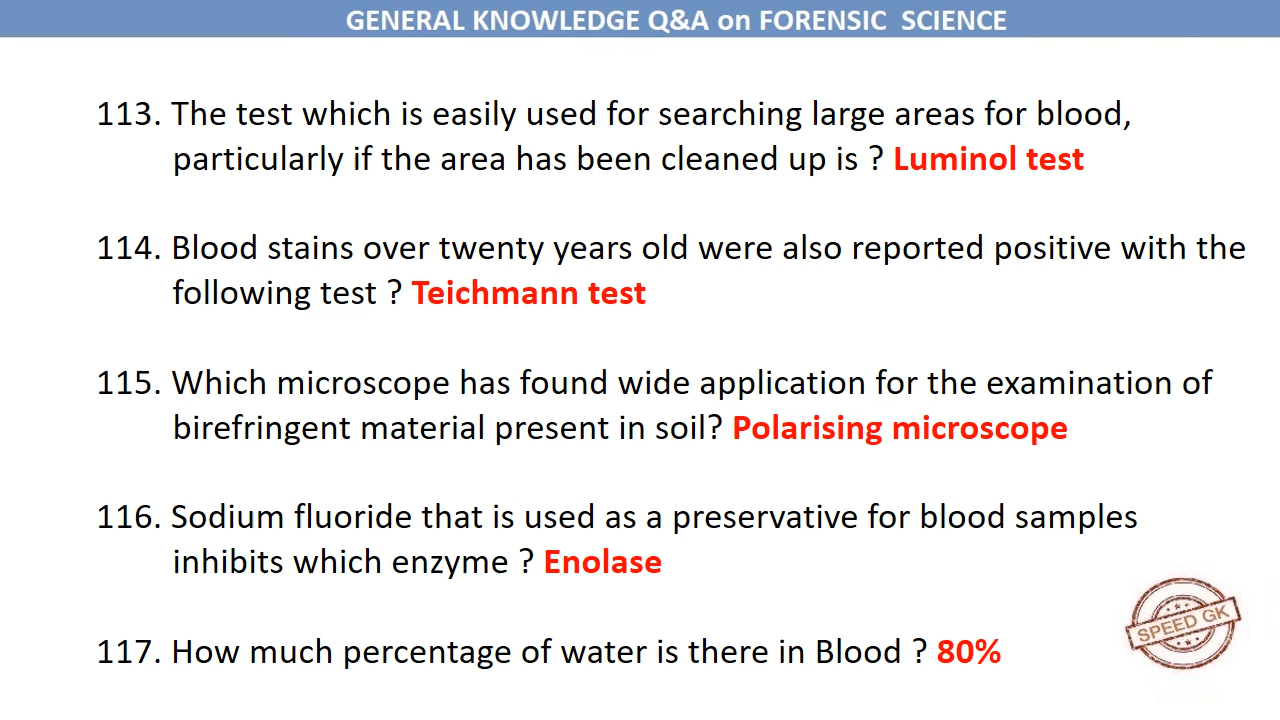 GENERAL KNOWLEDGE Q&A on FORENSIC SCIENCE
113. The test which is easily used for searching large areas for blood,
particularly if the area has been cleaned up is ? Luminol test
114. Blood stains over twenty years old were also reported positive with the
following test ? Teichmann test
115. Which microscope has found wide application for the examination of
birefringent material present in soil? Polarising microscope
116. Sodium fluoride that is used as a preservative for blood samples
inhibits which enzyme ? Enolase
SPEED GK
117. How much percentage of water is there in Blood ? 80%